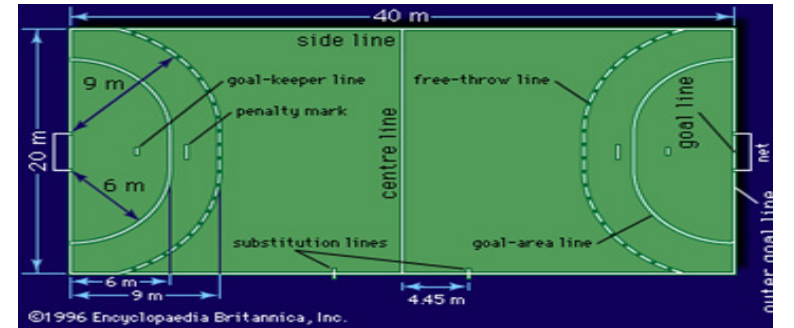 40 m
side line
9 m
goal-keeper line
free-throw line
penalty mark
goal line
20 m
centre line
net
6 m
substitution lines
goal-area line
outer goal line
6 m
9 m
4.45 m
©1996 Encyclopaedia Britannica, Inc.